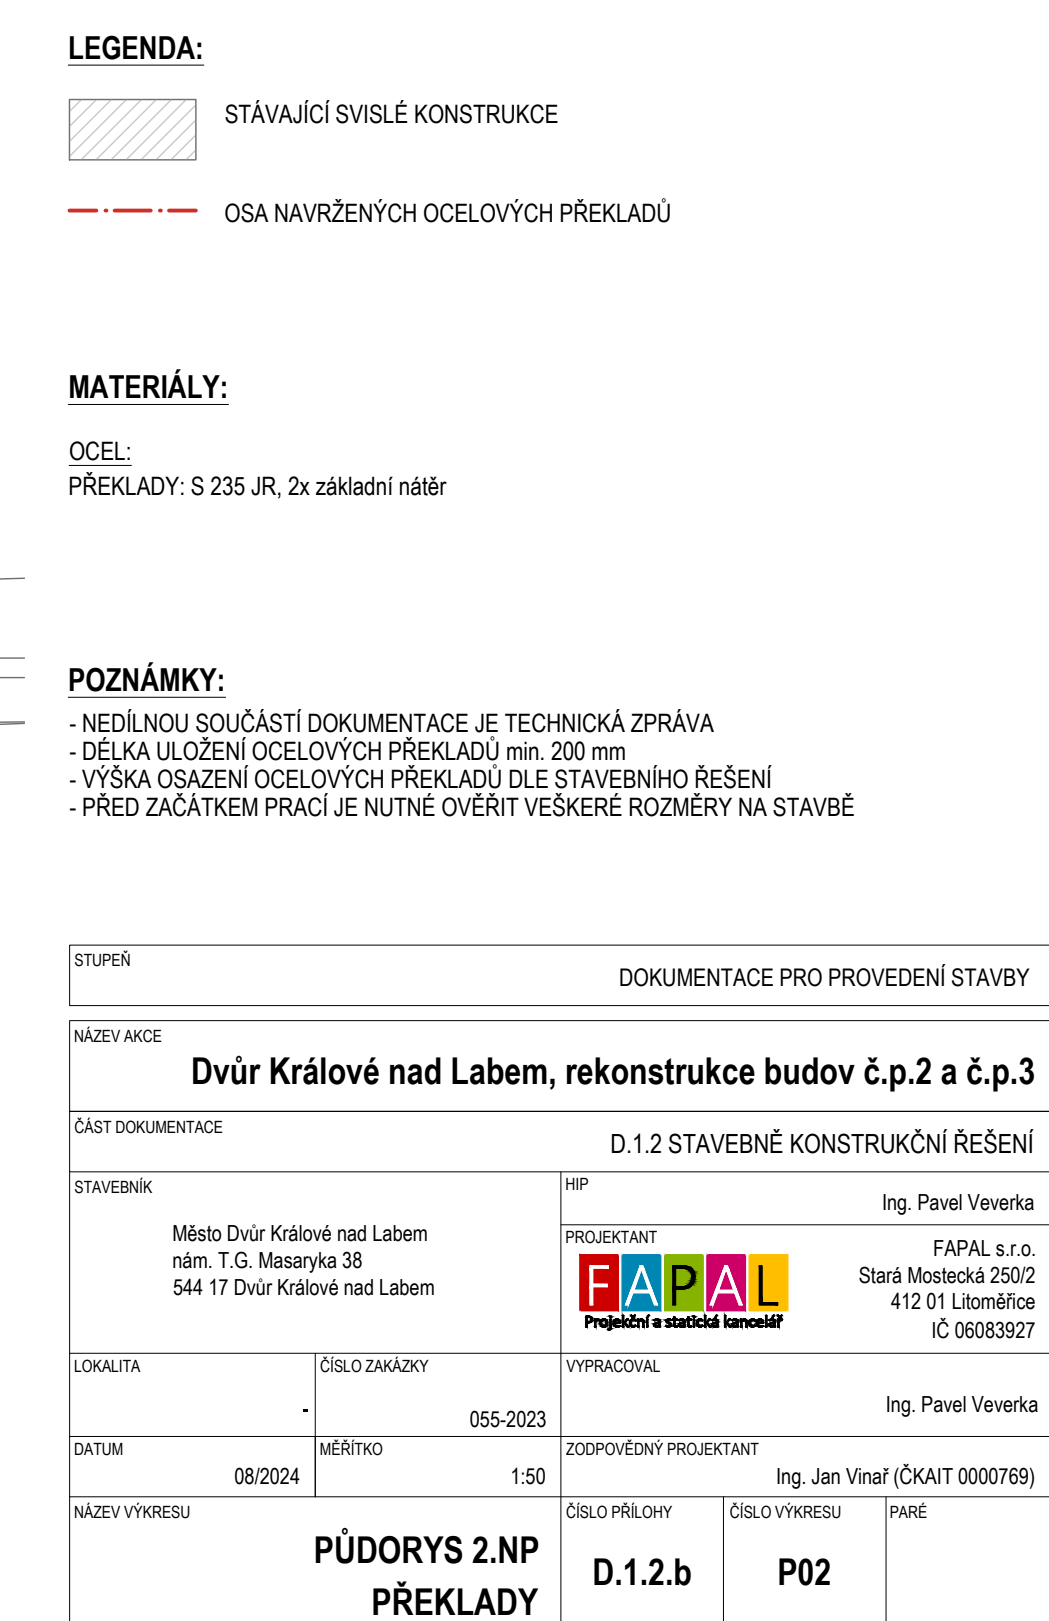 LEGENDA:
STÁVAJÍCÍ SVISLÉ KONSTRUKCE
OSA NAVRŽENÝCH OCELOVÝCH PŘEKLADŮ
MATERIÁLY:
OCEL:
PŘEKLADY: S 235 JR, 2x základní nátěr
POZNÁMKY:
- NEDÍLNOU SOUČÁSTÍ DOKUMENTACE JE TECHNICKÁ ZPRÁVA
- DÉLKA ULOŽENÍ OCELOVÝCH PŘEKLADŮ min. 200 mm
- VÝŠKA OSAZENÍ OCELOVÝCH PŘEKLADŮ DLE STAVEBNÍHO ŘEŠENÍ
- PŘED ZAČÁTKEM PRACÍ JE NUTNÉ OVĚŘIT VEŠKERÉ ROZMĚRY NA STAVBĚ
STUPEŇ
DOKUMENTACE PRO PROVEDENÍ STAVBY
NÁZEV AKCE
Dvůr Králové nad Labem, rekonstrukce budov č.p.2 a č.p.3
ČÁST DOKUMENTACE
D.1.2 STAVEBNĚ KONSTRUKČNÍ ŘEŠENÍ
STAVEBNÍK
Město Dvůr Králové nad Labem
nám. T.G. Masaryka 38
544 17 Dvůr Králové nad Labem
HIP
Ing. Pavel Veverka
PROJEKTANT
FAPAL
Projekční a statická kancelář
FAPAL s.r.o.
Stará Mostecká 250/2
412 01 Litoměřice
IČ 06083927
LOKALITA
-
ČÍSLO ZAKÁZKY
055-2023
VYPRACOVAL
Ing. Pavel Veverka
DATUM
08/2024
MĚŘÍTKO
1:50
ZODPOVĚDNÝ PROJEKTANT
Ing. Jan Vinař (ČKAIT 0000769)
NÁZEV VÝKRESU
PŮDORYS 2.NP
PŘEKLADY
ČÍSLO PŘÍLOHY
D.1.2.b
ČÍSLO VÝKRESU
P02
PARÉ